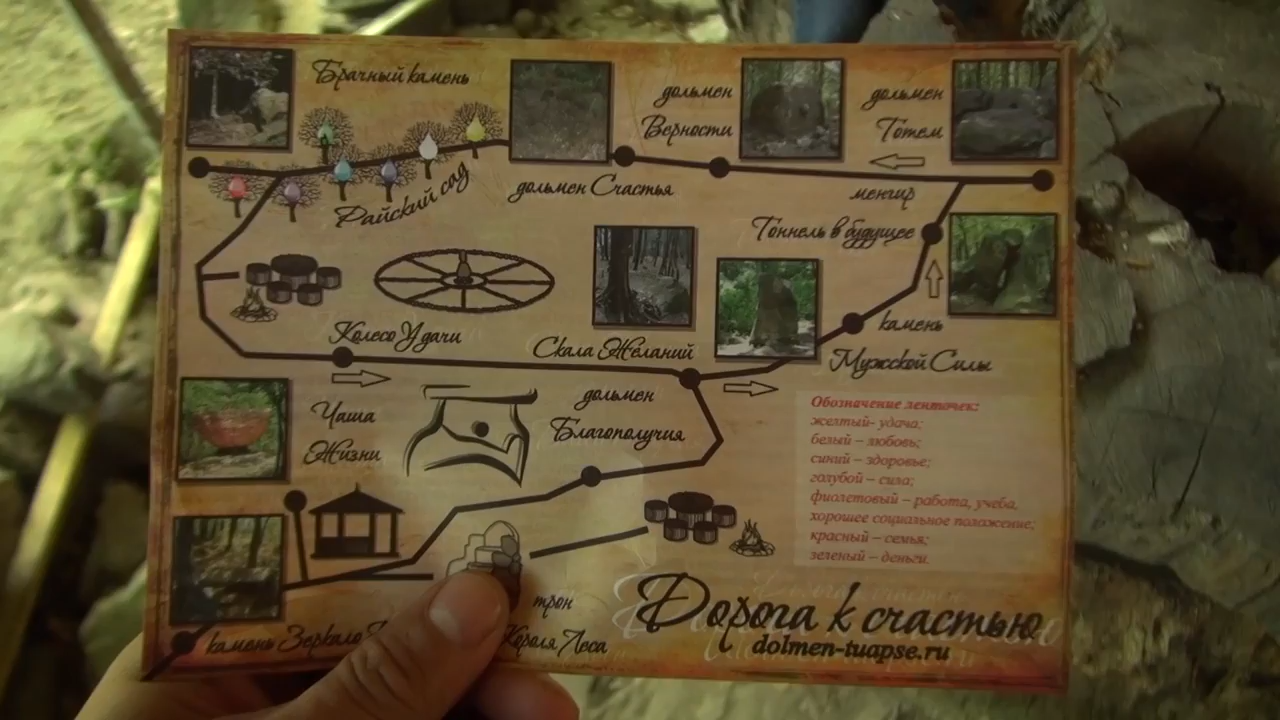 Брачный камень
Райский сад
дольмен Счастья
дольмен
Верности
дольмен
Тотем
менгир
Тоннель в будущее
камень
Мужской Силы
Колесо Удачи
Скала Желаний
дольмен
Благополучия
Чаша
Жизни
Обозначение ленточек:
желтый- удача;
белый – любовь;
синий – здоровье;
голубой – сила;
фиолетовый – работа, учеба,
хорошее социальное положение;
красный – семья;
зеленый – деньги.
камень Зеркало
трон
Короля Леса
Дорога к счастью
dolmen-tuapse.ru